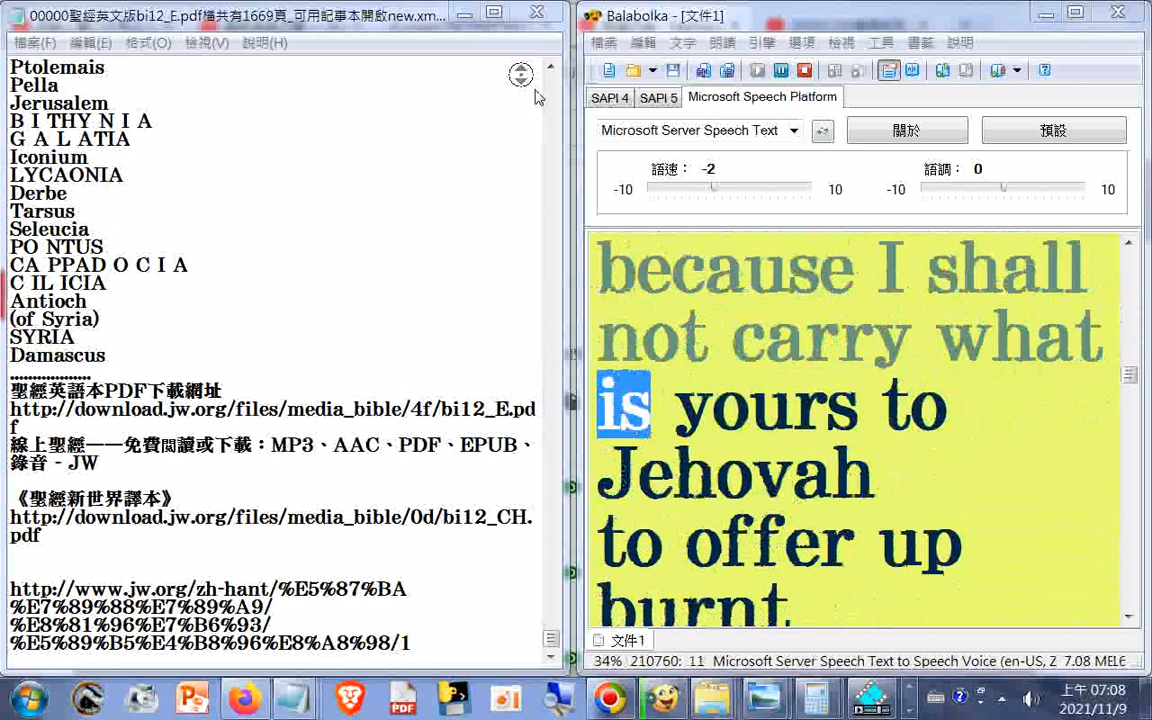 00000聖經英文版bi12_E.pdf檔共有1669頁_可用記事本開啟new.xm...
檔案(F) 編輯(E) 格式(O) 檢視(V) 說明(H)
Ptolemais
Pella
Jerusalem
B I THY N I A
G A L ATIA
Iconium
LYCAONIA
Derbe
Tarsus
Seleucia
PO NTUS
CA PPAD O C I A
C IL ICIA
Antioch
(of Syria)
SYRIA
Damascus
..................
聖經英語本PDF下載網址
http://download.jw.org/files/media_bible/4f/bi12_E.pd
f
線上聖經——免費閱讀或下載：MP3、AAC、PDF、EPUB、
錄音 - JW
《聖經新世界譯本》
http://download.jw.org/files/media_bible/0d/bi12_CH.
pdf
http://www.jw.org/zh-hant/%E5%87%BA
%E7%89%88%E7%89%A9/
%E8%81%96%E7%B6%93/
%E5%89%B5%E4%B8%96%E8%A8%98/1
Balabolka - [文件1]
檔案 編輯 文字 朗讀 引擎 選項 檢視 工具 書籤 說明
SAPI 4 SAPI 5 Microsoft Speech Platform
Microsoft Server Speech Text 關於 預設
語速： -2 語調： 0
-10 10 -10 10
because I shall
not carry what
is yours to
Jehovah
to offer up
burnt
文件1
34% 210760: 11 Microsoft Server Speech Text to Speech Voice (en-US, Z 7.08 МБ
上午 07:08
2021/11/9